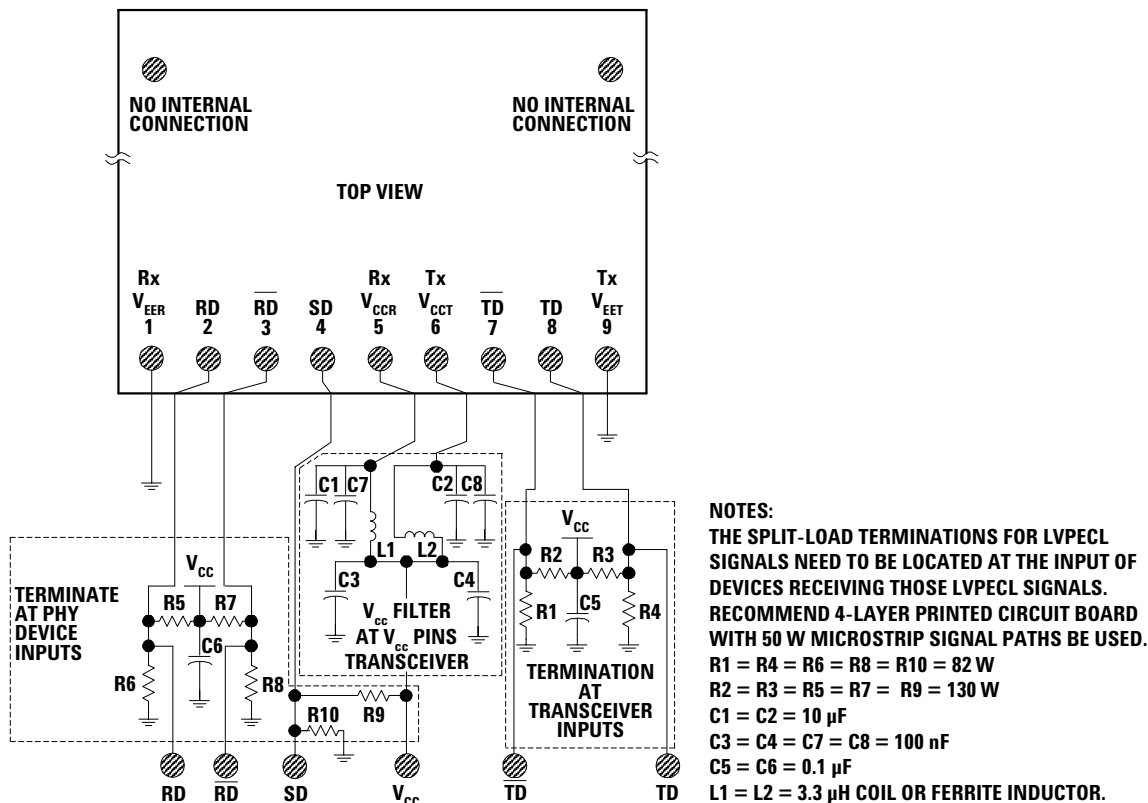 NO INTERNAL
CONNECTION
NO INTERNAL
CONNECTION
TOP VIEW
Rx
VEER
1
RD
2
RD
3
SD
4
Rx
VCCR
5
Tx
VCCT
6
TD
7
TD
8
Tx
VEET
9
C1 C7
C2 C8
L1
L2
C3
C4
VCC FILTER
AT VCC PINS
TRANSCEIVER
TERMINATE
AT PHY
DEVICE
INPUTS
VCC
R5
R7
C6
R6
R8
R9
R10
VCC
R2
R3
C5
R1
R4
TERMINATION
AT
TRANSCEIVER
INPUTS
RD
RD
SD
VCC
TD
TD
NOTES:
THE SPLIT-LOAD TERMINATIONS FOR LVPECL
SIGNALS NEED TO BE LOCATED AT THE INPUT OF
DEVICES RECEIVING THOSE LVPECL SIGNALS.
RECOMMEND 4-LAYER PRINTED CIRCUIT BOARD
WITH 50 W MICROSTRIP SIGNAL PATHS BE USED.
R1 = R4 = R6 = R8 = R10 = 82 W
R2 = R3 = R5 = R7 = R9 = 130 W
C1 = C2 = 10 µF
C3 = C4 = C7 = C8 = 100 nF
C5 = C6 = 0.1 µF
L1 = L2 = 3.3 µH COIL OR FERRITE INDUCTOR.